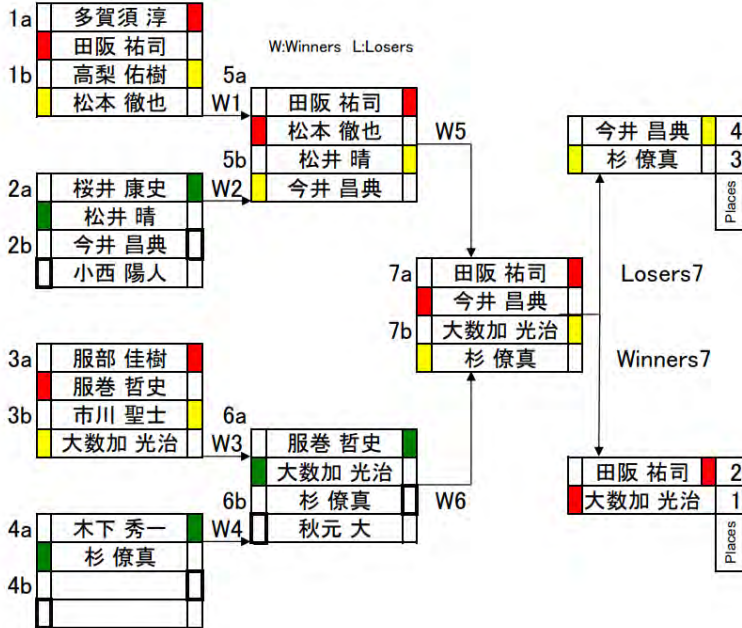 W:Winners L:Losers
1a 多賀須 淳
田阪 祐司
1b 高梨 佑樹
松本 徹也
W1
2a 桜井 康史
松井 晴
2b 今井 昌典
小西 陽人
W2
3a 服部 佳樹
服巻 哲史
3b 市川 聖士
大数加 光治
W3
4a 木下 秀一
杉 僚真
4b
W4
5a 田阪 祐司
松本 徹也
5b 松井 晴
今井 昌典
W5
6a 服巻 哲史
大数加 光治
6b 杉 僚真
秋元 大
W6
7a 田阪 祐司
今井 昌典
7b 大数加 光治
杉 僚真
Losers7
Winners7
今井 昌典 4
杉 僚真 3
Places
田阪 祐司 2
大数加 光治 1
Places